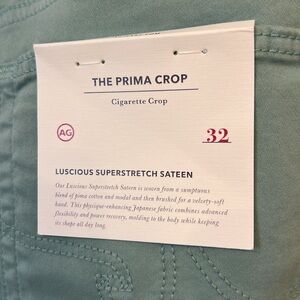 THE PRIMA CROP
Cigarette Crop
AG
32
LUSCIOUS SUPERSTRETCH SATEEN
Our Luscious Superstretch Sateen is woven from a sumptuous
blend of pima cotton and modal and then brushed for a velvety-soft
hand. This physique-enhancing Japanese fabric combines advanced
flexibility and power recovery, molding to the body while keeping
its shape all day long.